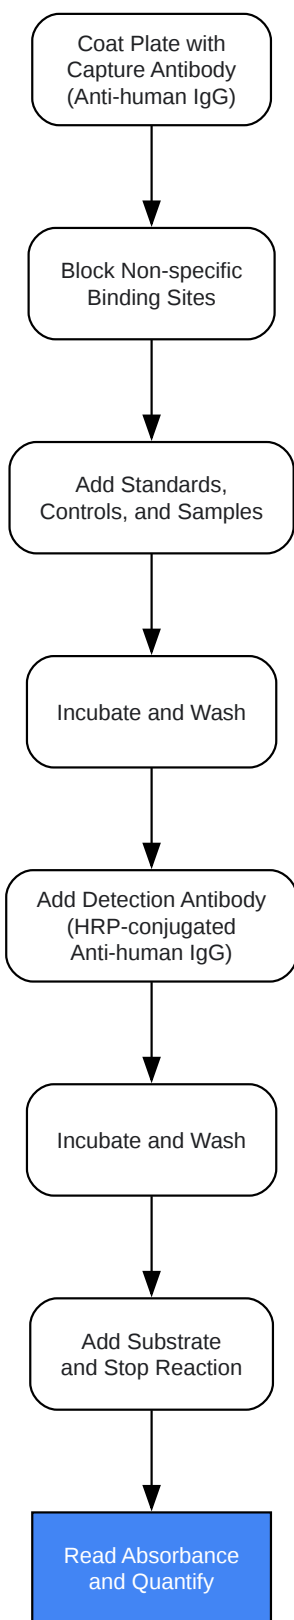 Coat Plate with
Capture Antibody
(Anti-human IgG)
Block Non-specific
Binding Sites
Add Standards,
Controls, and Samples
Incubate and Wash
Add Detection Antibody
(HRP-conjugated
Anti-human IgG)
Incubate and Wash
Add Substrate
and Stop Reaction
Read Absorbance
and Quantify